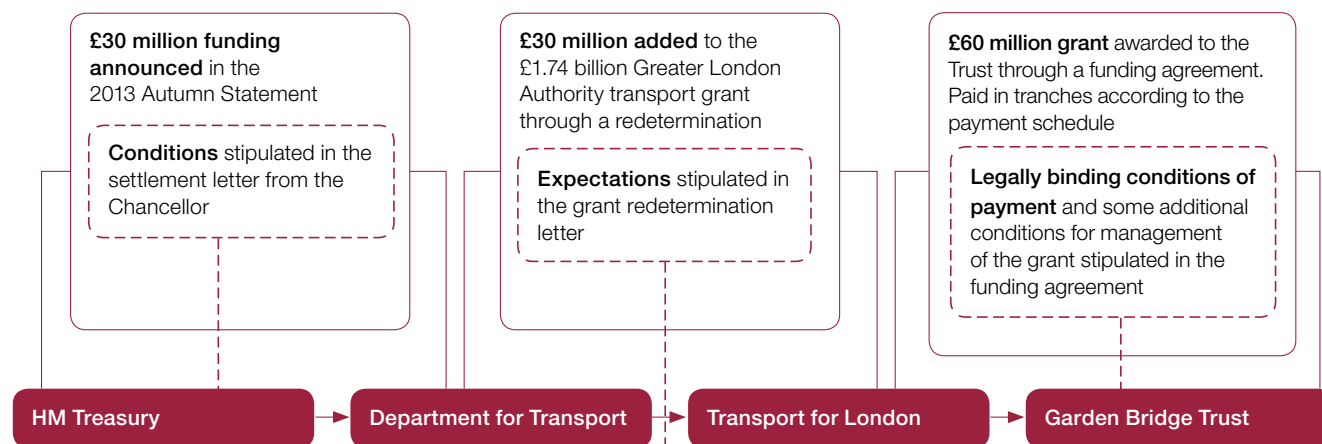 £30 million funding
announced in the
2013 Autumn Statement
Conditions stipulated in the
settlement letter from the
Chancellor
£30 million added to the
£1.74 billion Greater London
Authority transport grant
through a redetermination
Expectations stipulated in
the grant redetermination
letter
£60 million grant awarded to the
Trust through a funding agreement.
Paid in tranches according to the
payment schedule
Legally binding conditions of
payment and some additional
conditions for management
of the grant stipulated in the
funding agreement
HM Treasury
Department for Transport
Transport for London
Garden Bridge Trust